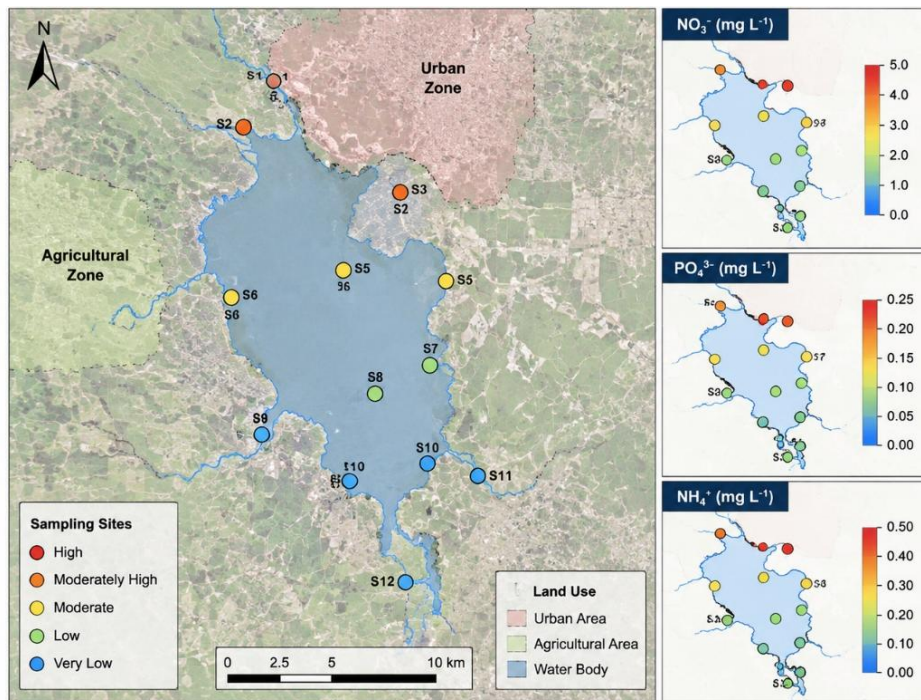 N
S1
1
Urban
Zone
S2
S3
S2
Agricultural
Zone
S5
96
S5
S6
S6
S7
S8
S9
S10
S11
S12
Sampling Sites
High
Moderately High
Moderate
Low
Very Low
0 2.5 5 10 km
Land Use
Urban Area
Agricultural Area
Water Body
NO₃⁻ (mg L⁻¹)
5.0
4.0
3.0
2.0
1.0
0.0
PO₄³⁻ (mg L⁻¹)
S7
0.25
0.20
0.15
0.10
0.05
0.00
NH₄⁺ (mg L⁻¹)
0.50
0.40
0.30
0.20
0.10
0.00